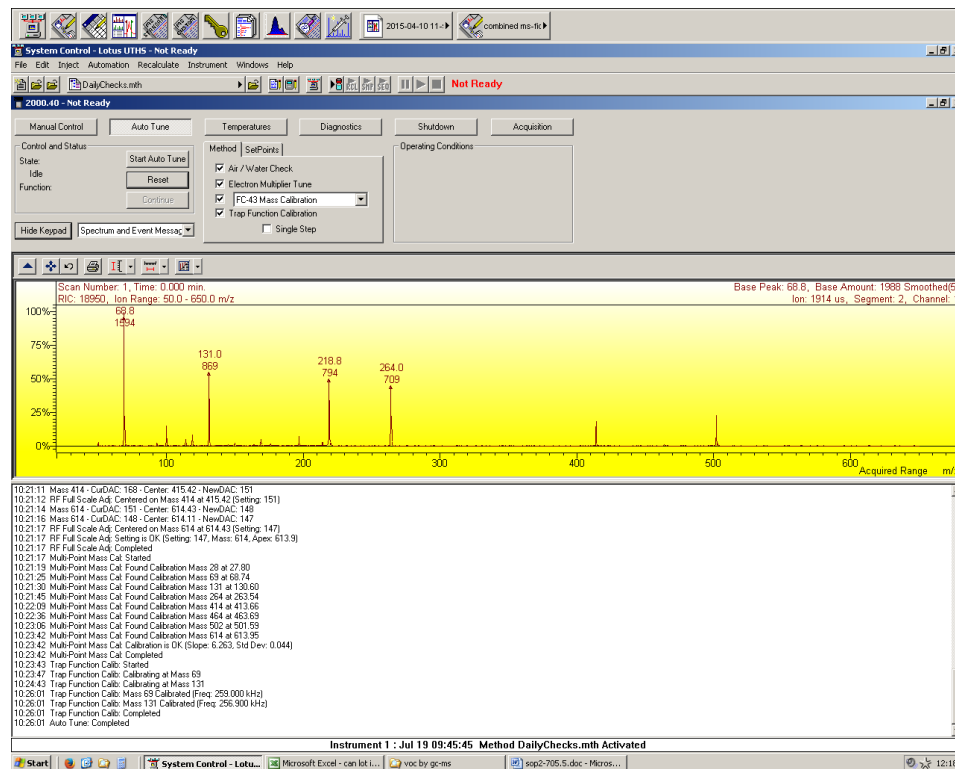 2015-04-10 11-
combined ms-tic
System Control - Lotus UTHS - Not Ready
File Edit Inject Automation Recalculate Instrument Windows Help
DailyChecks.mth
RCL SMP SEQ
Not Ready
2000.40 - Not Ready
Manual Control Auto Tune Temperatures Diagnostics Shutdown Acquisition
Control and Status
State:
Idle
Function:
Start Auto Tune
Reset
Continue
Hide Keypad
Spectrum and Event Messag
Method SetPoints
Air / Water Check
Electron Multiplier Tune
FC-43 Mass Calibration
Trap Function Calibration
Single Step
Operating Conditions
Scan Number: 1, Time: 0.000 min.
RIC: 18950, Ion Range: 50.0 - 650.0 m/z
Base Peak: 68.8, Base Amount: 1988 Smoothed(5
Ion: 1914 us, Segment: 2, Channel:
100%
75%
50%
25%
0%
68.8
1594
131.0
869
218.8
794
264.0
709
100 200 300 400 500 600
Acquired Range m/
10:21:11 Mass 414 - CurDAC: 168 - Center: 415.42 - NewDAC: 151
10:21:12 RF Full Scale Adj: Centered on Mass 414 at 415.42 (Setting: 151)
10:21:14 Mass 614 - CurDAC: 151 - Center: 614.43 - NewDAC: 148
10:21:16 Mass 614 - CurDAC: 148 - Center: 614.11 - NewDAC: 147
10:21:17 RF Full Scale Adj: Centered on Mass 614 at 614.43 (Setting: 147)
10:21:17 RF Full Scale Adj: Setting is OK (Setting: 147, Mass: 614, Apex: 613.9)
10:21:17 RF Full Scale Adj: Completed
10:21:17 Multi-Point Mass Cal: Started
10:21:19 Multi-Point Mass Cal: Found Calibration Mass 28 at 27.80
10:21:25 Multi-Point Mass Cal: Found Calibration Mass 69 at 68.74
10:21:30 Multi-Point Mass Cal: Found Calibration Mass 131 at 130.60
10:21:45 Multi-Point Mass Cal: Found Calibration Mass 264 at 263.54
10:22:09 Multi-Point Mass Cal: Found Calibration Mass 414 at 413.66
10:22:36 Multi-Point Mass Cal: Found Calibration Mass 464 at 463.69
10:23:06 Multi-Point Mass Cal: Found Calibration Mass 502 at 501.59
10:23:42 Multi-Point Mass Cal: Found Calibration Mass 614 at 613.95
10:23:42 Multi-Point Mass Cal: Calibration is OK (Slope: 6.263, Std Dev: 0.044)
10:23:42 Multi-Point Mass Cal: Completed
10:23:43 Trap Function Calib: Started
10:23:47 Trap Function Calib: Calibrating at Mass 69
10:24:43 Trap Function Calib: Calibrating at Mass 131
10:26:01 Trap Function Calib: Mass 69 Calibrated (Freq: 259.000 kHz)
10:26:01 Trap Function Calib: Mass 131 Calibrated (Freq: 256.900 kHz)
10:26:01 Trap Function Calib: Completed
10:26:01 Auto Tune: Completed
Instrument 1 : Jul 19 09:45:45 Method DailyChecks.mth Activated
Start
System Control - Lotu...
Microsoft Excel - can lot i...
voc by gc-ms
sop2-705.5.doc - Micros...